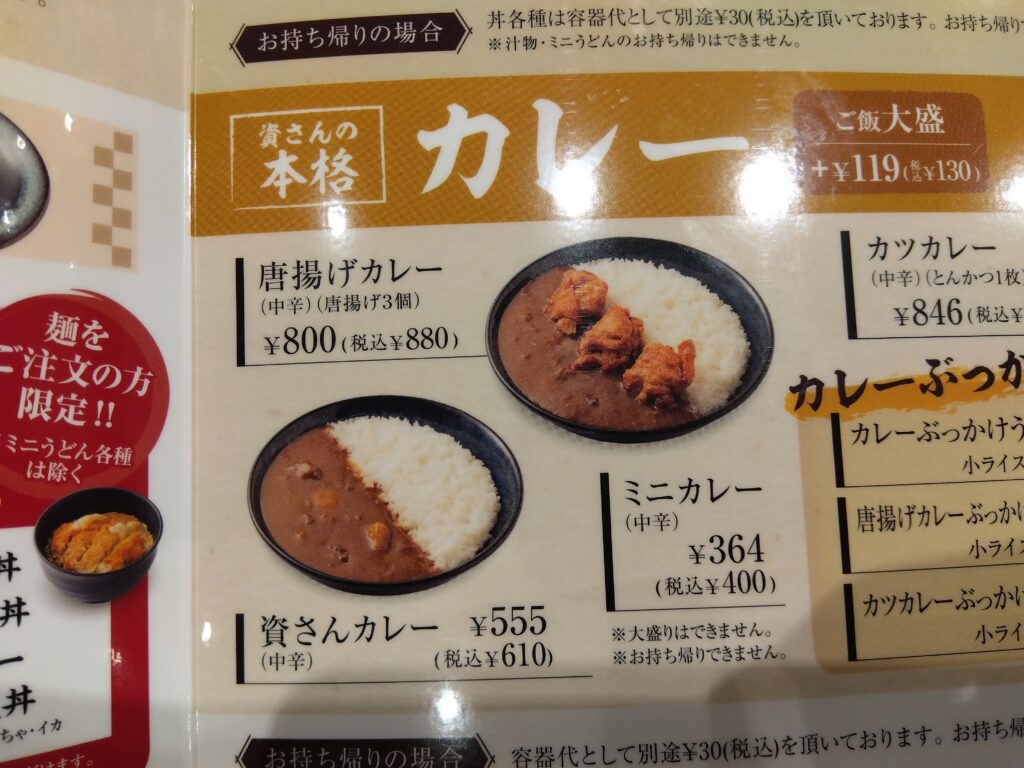 お持ち帰りの場合
丼各種は容器代として別途¥30(税込)を頂いております。お持ち帰り
※汁物・ミニうどんのお持ち帰りはできません。
資さんの
本格
カレー
ご飯大盛
+¥119(税込¥130)
唐揚げカレー
(中辛)(唐揚げ3個)
¥800(税込¥880)
カツカレー
(中辛)(とんかつ1枚)
¥846(税込¥
麺を
ご注文の方
限定!!
ミニうどん各種
は除く
丼
丼
ー
丼
ちゃ・イカ
資さんカレー ¥555
(中辛) (税込¥610)
ミニカレー
(中辛)
¥364
(税込¥400)
※大盛りはできません。
※お持ち帰りできません。
カレーぶっか
カレーぶっかけう
小ライス
唐揚げカレーぶっかけ
小ライス
カツカレーぶっかけ
小ライ
お持ち帰りの場合
容器代として別途¥30(税込)を頂いております。お持ち帰